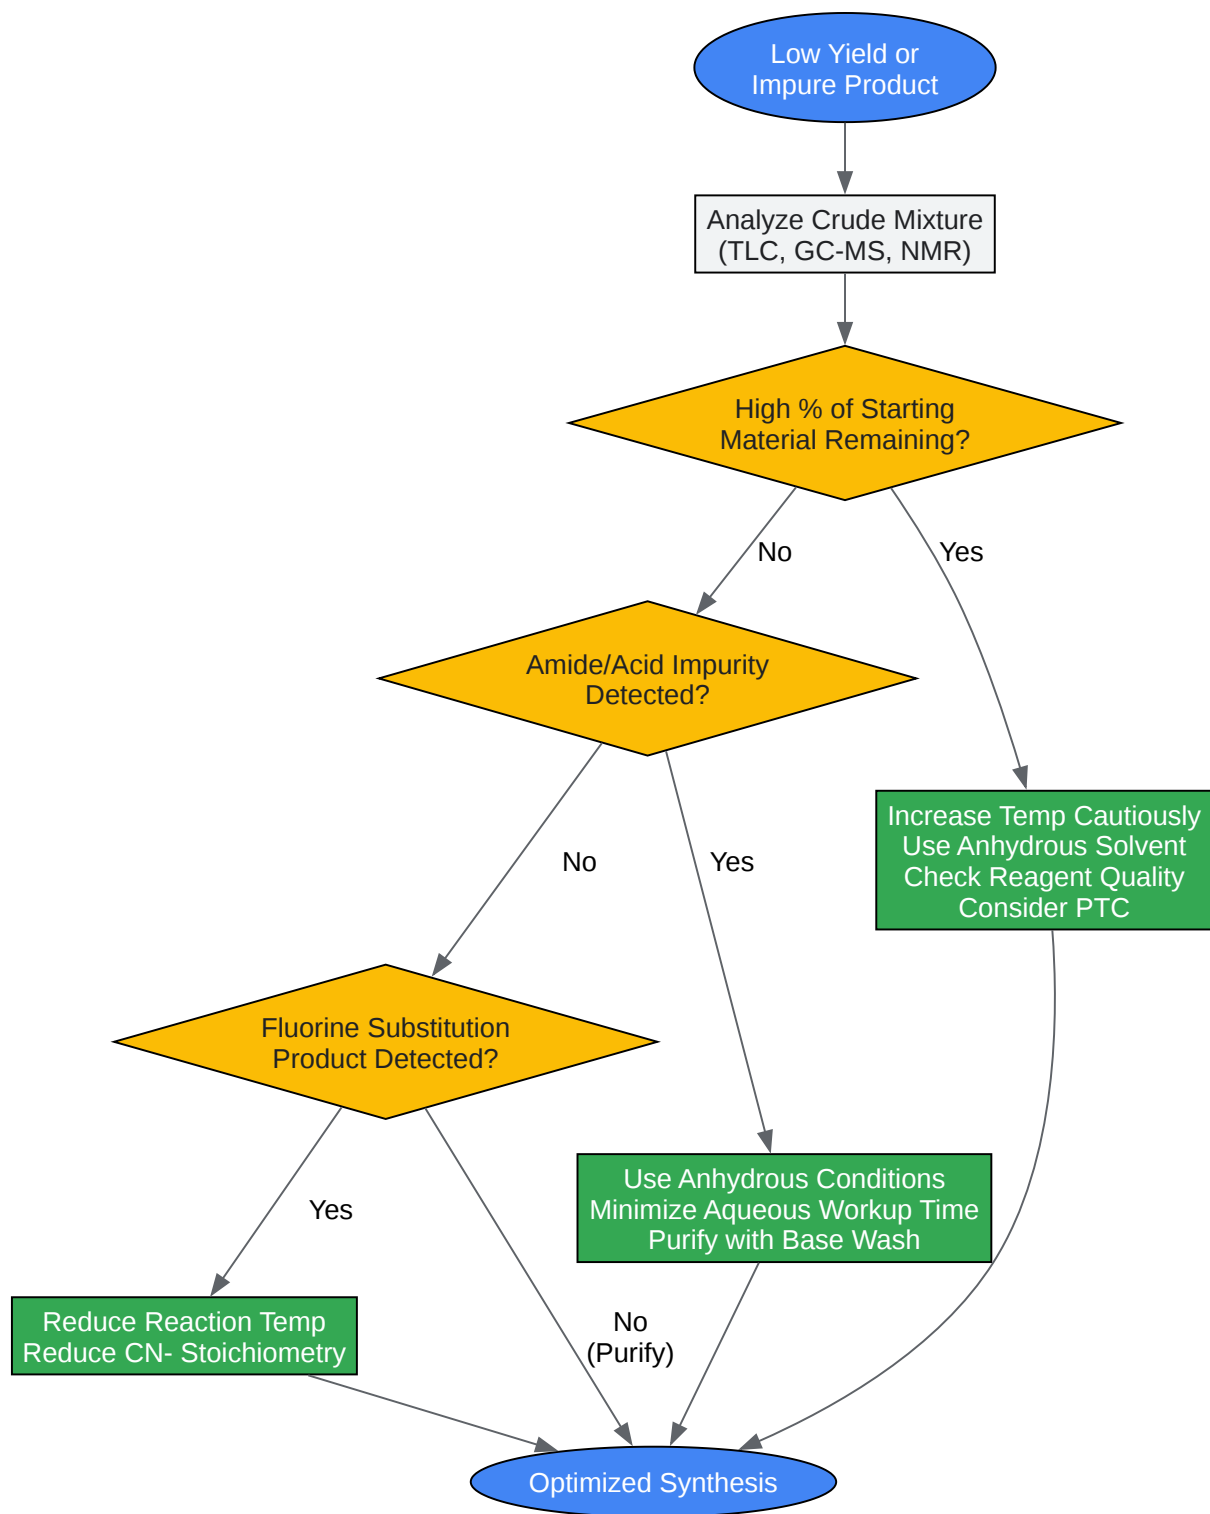 Low Yield or
Impure Product
Analyze Crude Mixture
(TLC, GC-MS, NMR)
High % of Starting
Material Remaining?
No
Yes
Amide/Acid Impurity
Detected?
Increase Temp Cautiously
Use Anhydrous Solvent
Check Reagent Quality
Consider PTC
No
Yes
Fluorine Substitution
Product Detected?
Use Anhydrous Conditions
Minimize Aqueous Workup Time
Purify with Base Wash
Yes
Reduce Reaction Temp
Reduce CN- Stoichiometry
No
(Purify)
Optimized Synthesis